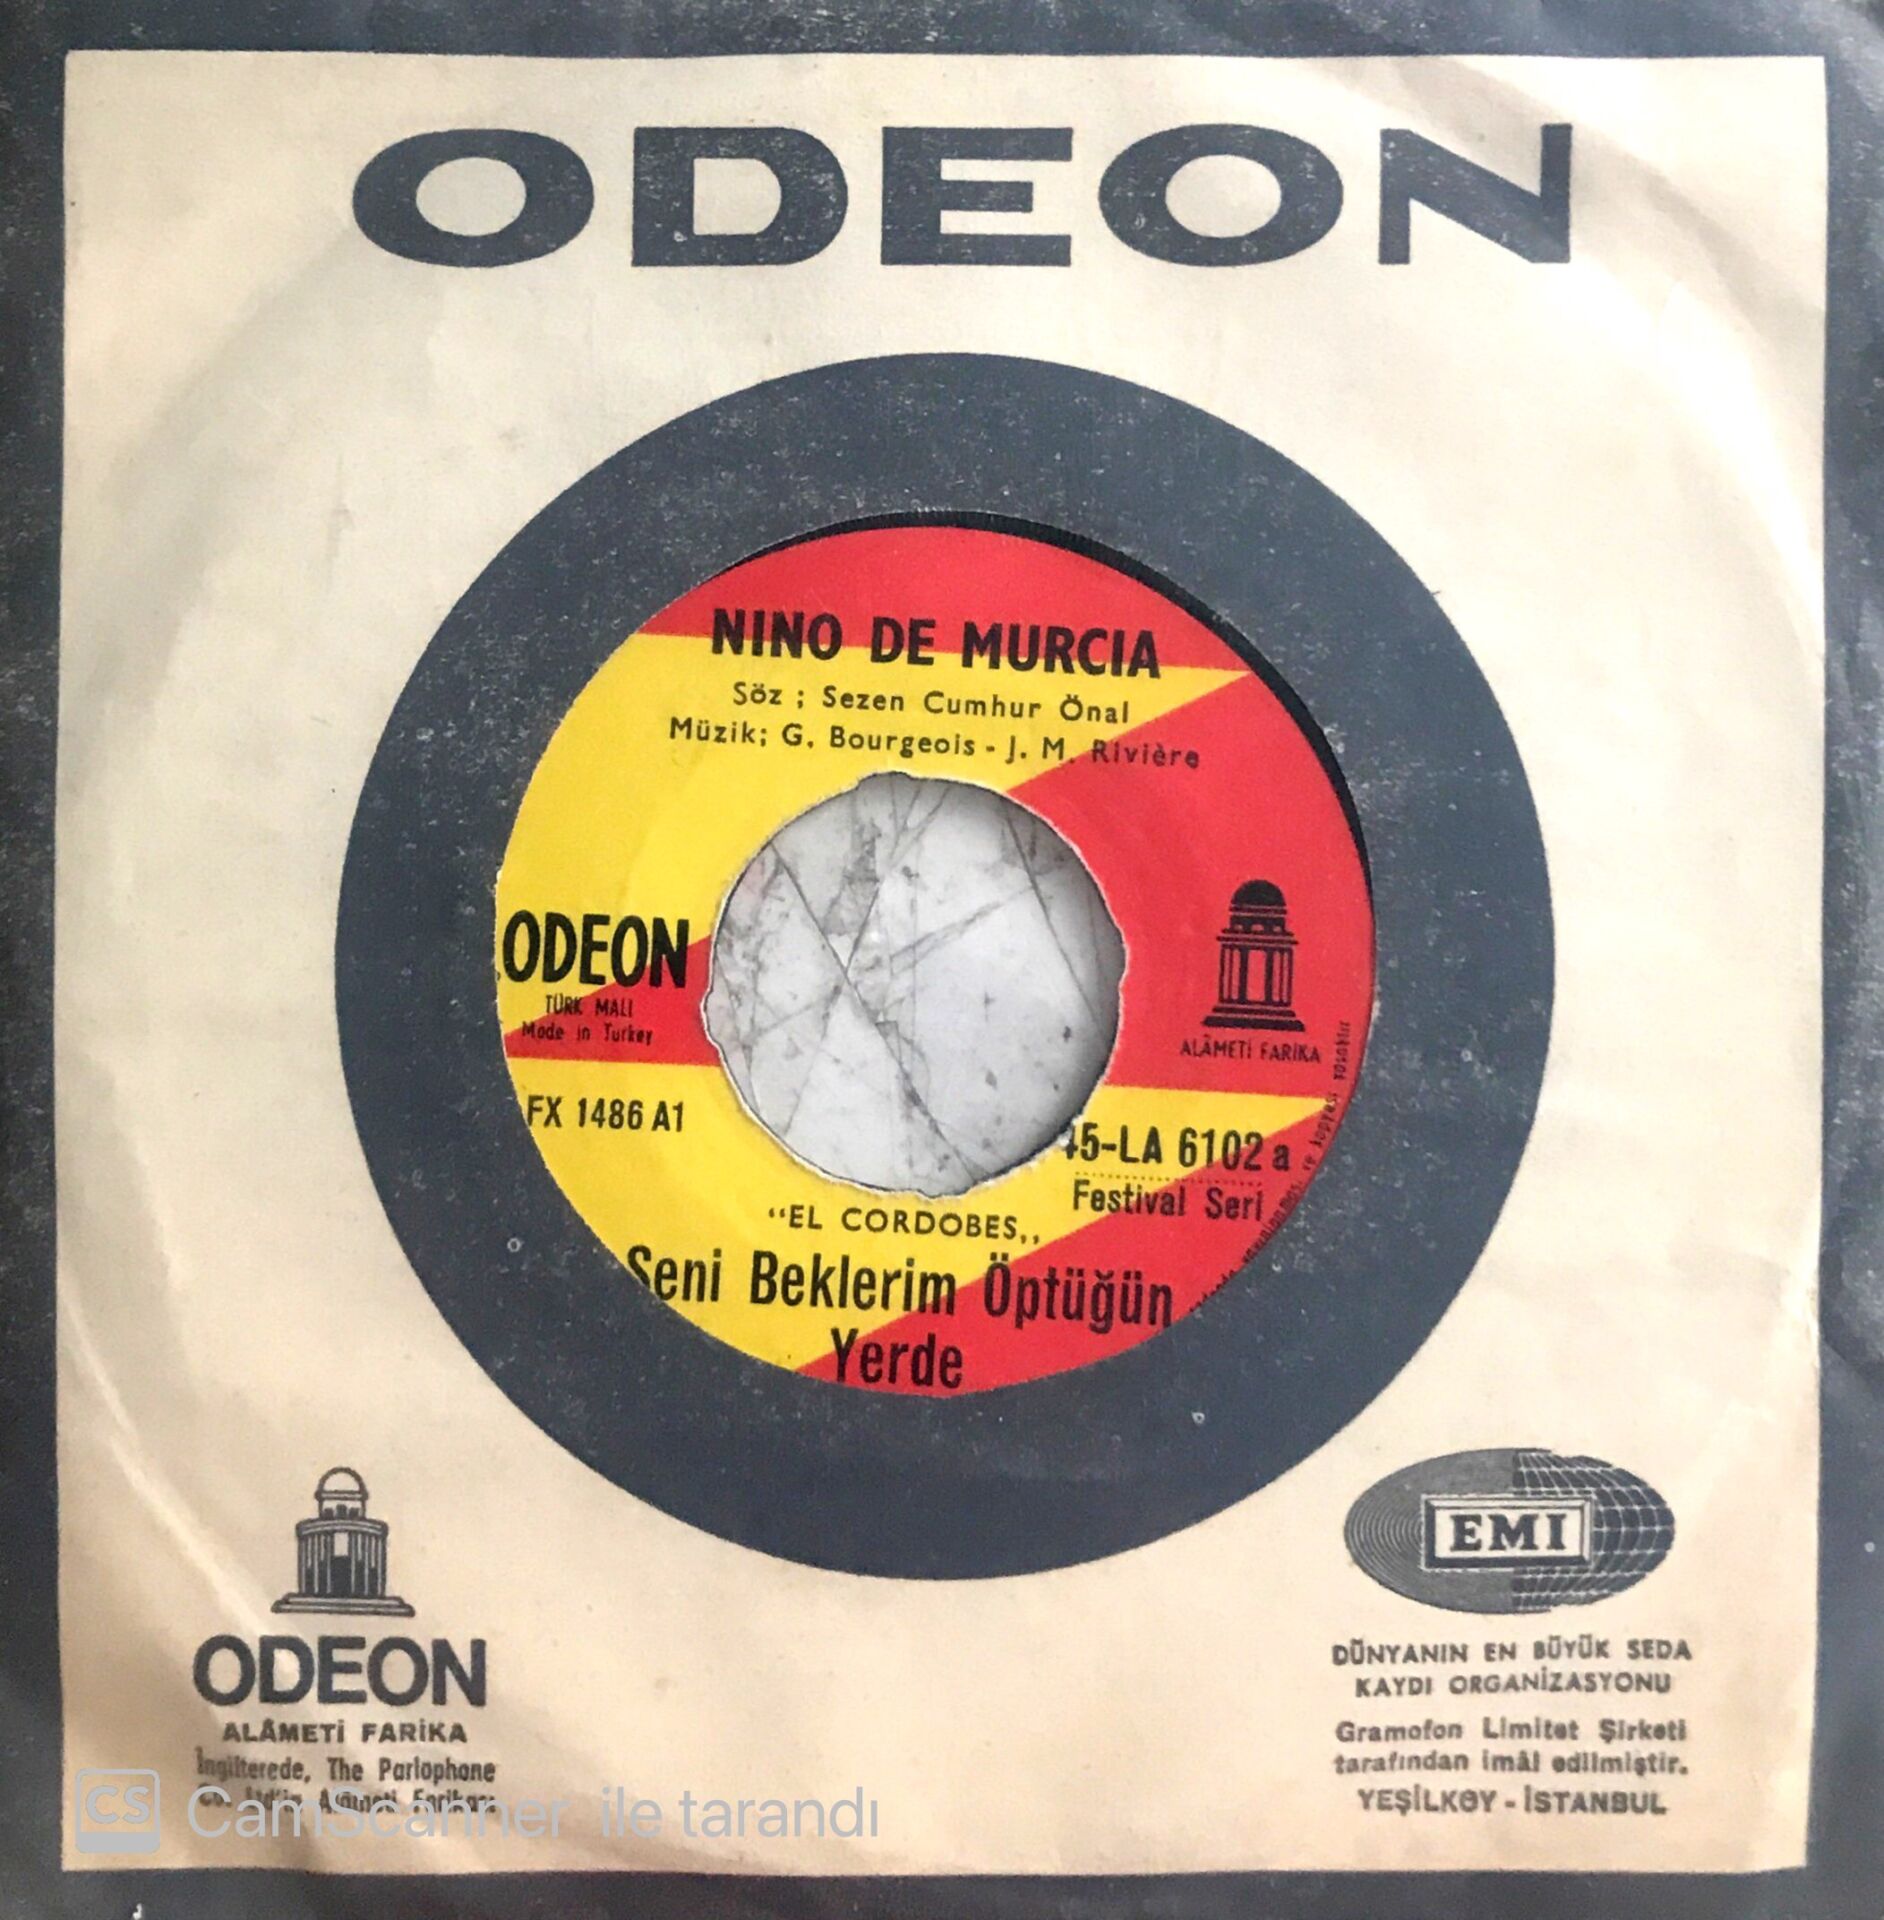 ODEON
NINO DE MURCIA
Söz ; Sezen Cumhur Önal
Müzik; G. Bourgeois - J. M. Rivière
ODEON
TÜRK MALI
Made in Turkey
ALÂMETİ FARİKA
FX 1486 A1
45-LA 6102 a
Festival Seri
“EL CORDOBES„
Seni Beklerim Öptüğün
Yerde
ODEON
ALÂMETİ FARİKA
İngilterede, The Parlophone
Alâmeti Farikası
EMI
DÜNYANIN EN BÜYÜK SEDA
KAYDI ORGANİZASYONU
Gramofon Limitet Şirketi
tarafından imâl edilmiştir.
YEŞİLKÖY - İSTANBUL
CS CamScanner ile tarandı